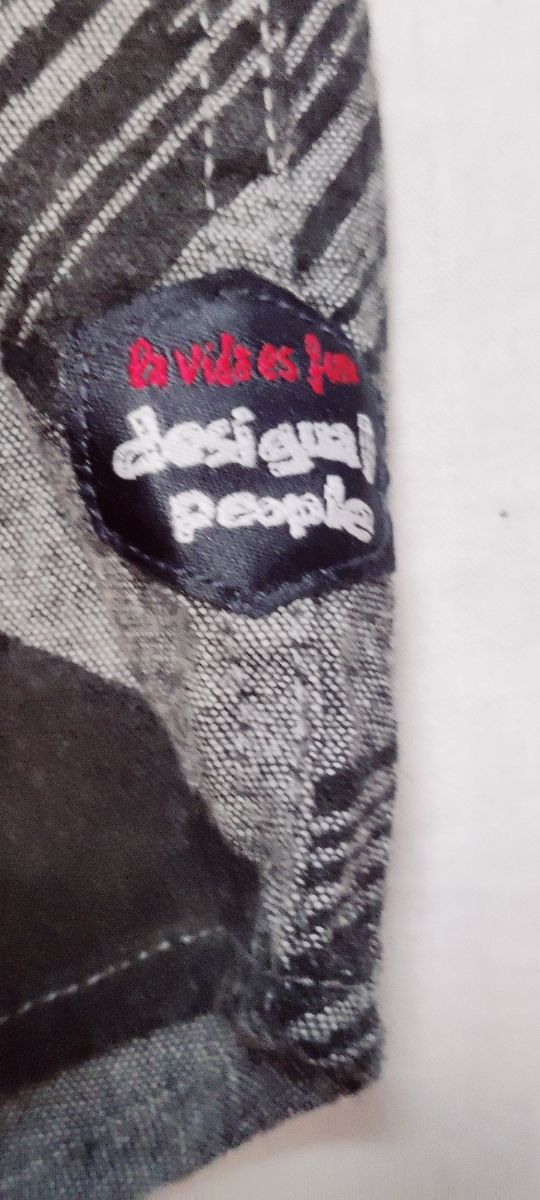 la vida es fun
desigual
people